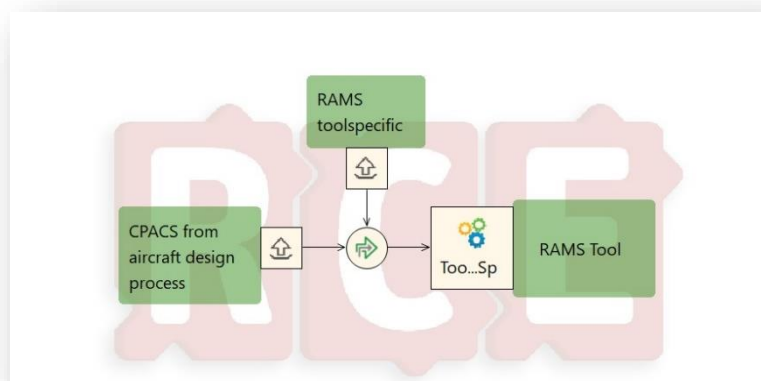 RAMS
toolspecific
CPACS from
aircraft design
process
Too...Sp
RAMS Tool
RCE